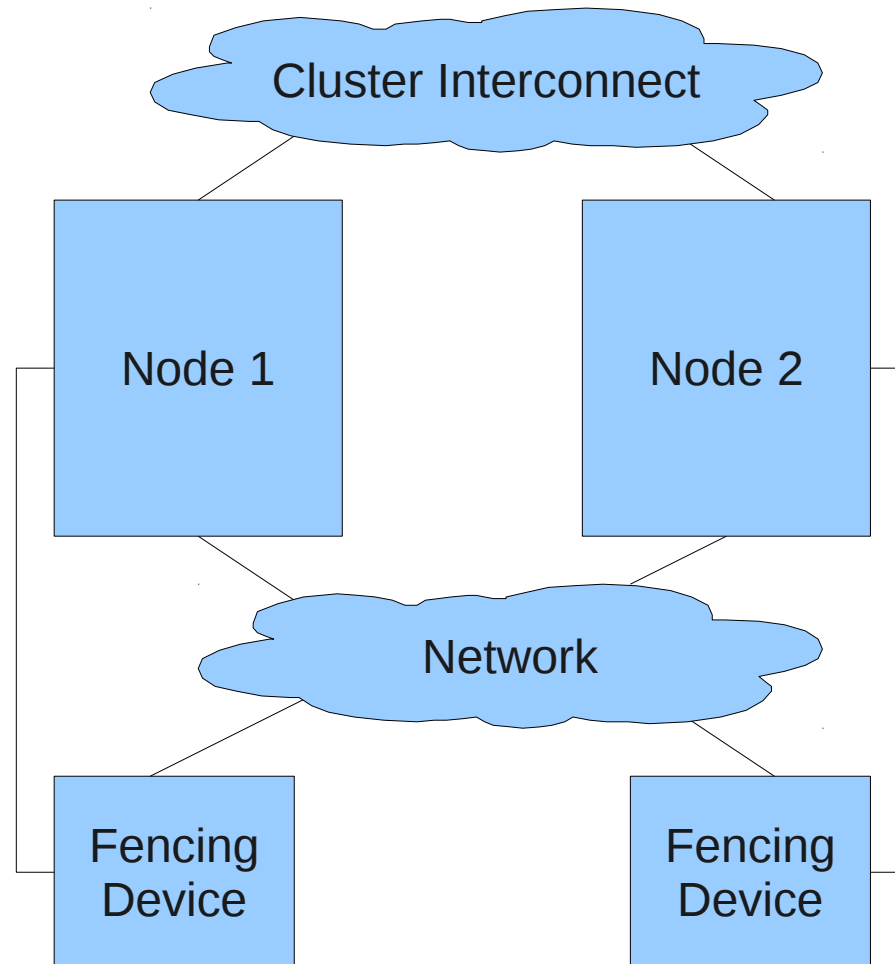 Cluster Interconnect
Node 1
Node 2
Network
Fencing
Device
Fencing
Device